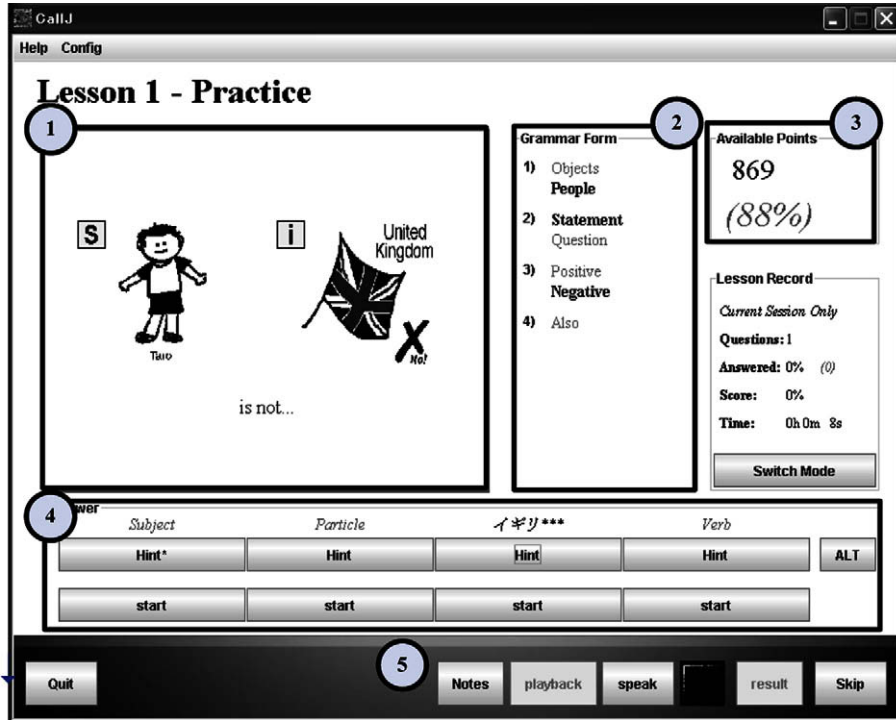 CallJ
Help Config
Lesson 1 - Practice
1
2
3
S
Taro
i
United
Kingdom
No!
is not...
Grammar Form
1) Objects
People
2) Statement
Question
3) Positive
Negative
4) Also
Available Points
869
(88%)
Lesson Record
Current Session Only
Questions: 1
Answered: 0% (0)
Score: 0%
Time: 0h 0m 8s
Switch Mode
4
wer
Subject Particle イギリ*** Verb
Hint* Hint Hint Hint ALT
start start start start
5
Quit Notes playback speak result Skip